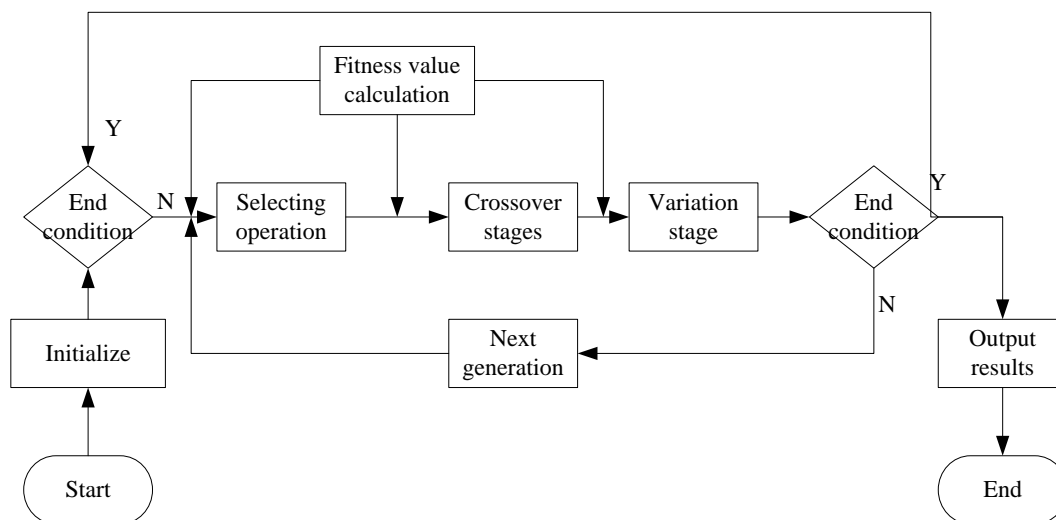 Fitness value
calculation
Y
End
condition
N
Selecting
operation
Crossover
stages
Variation
stage
End
condition
Y
N
Initialize
Next
generation
Output
results
Start
End